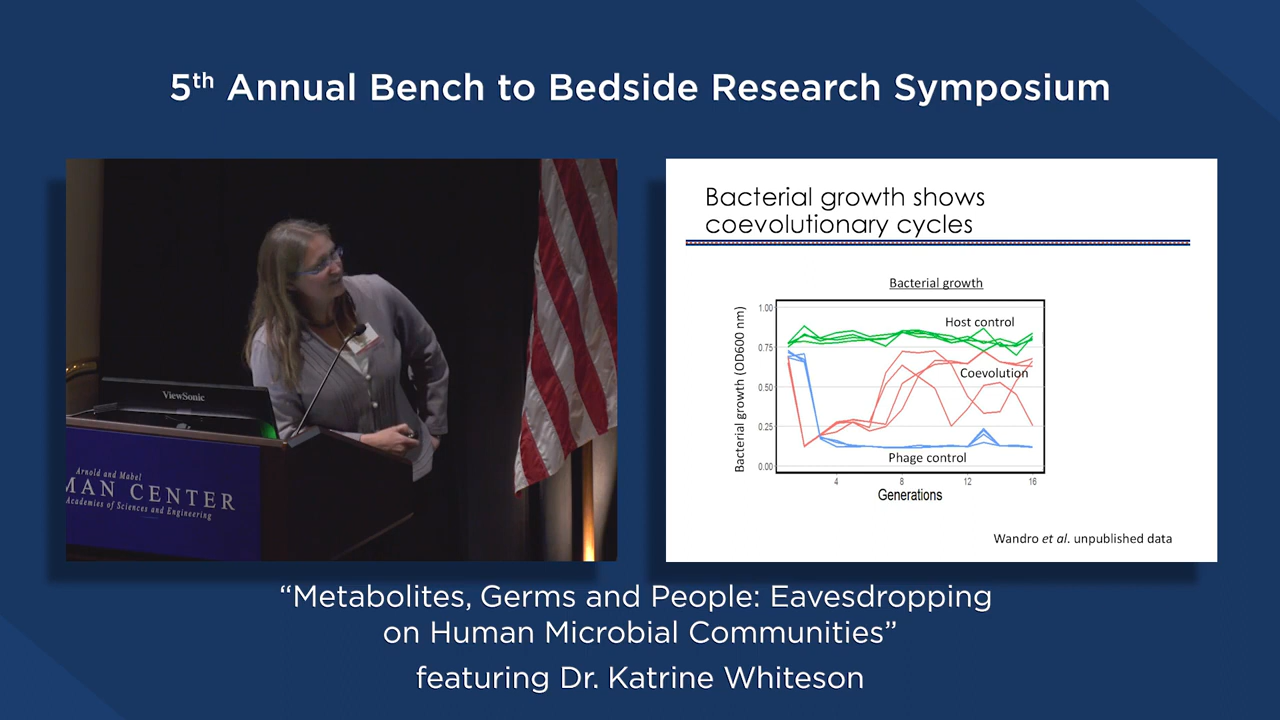 5th Annual Bench to Bedside Research Symposium
ViewSonic
Arnold and Mabel
MAN CENTER
Academies of Sciences and Engineering
Bacterial growth shows
coevolutionary cycles
Bacterial growth
Bacterial growth (OD600 nm)
1.00
0.75
0.50
0.25
0.00
Host control
Coevolution
Phage control
4
8
12
16
Generations
Wandro et al. unpublished data
“Metabolites, Germs and People: Eavesdropping
on Human Microbial Communities”
featuring Dr. Katrine Whiteson